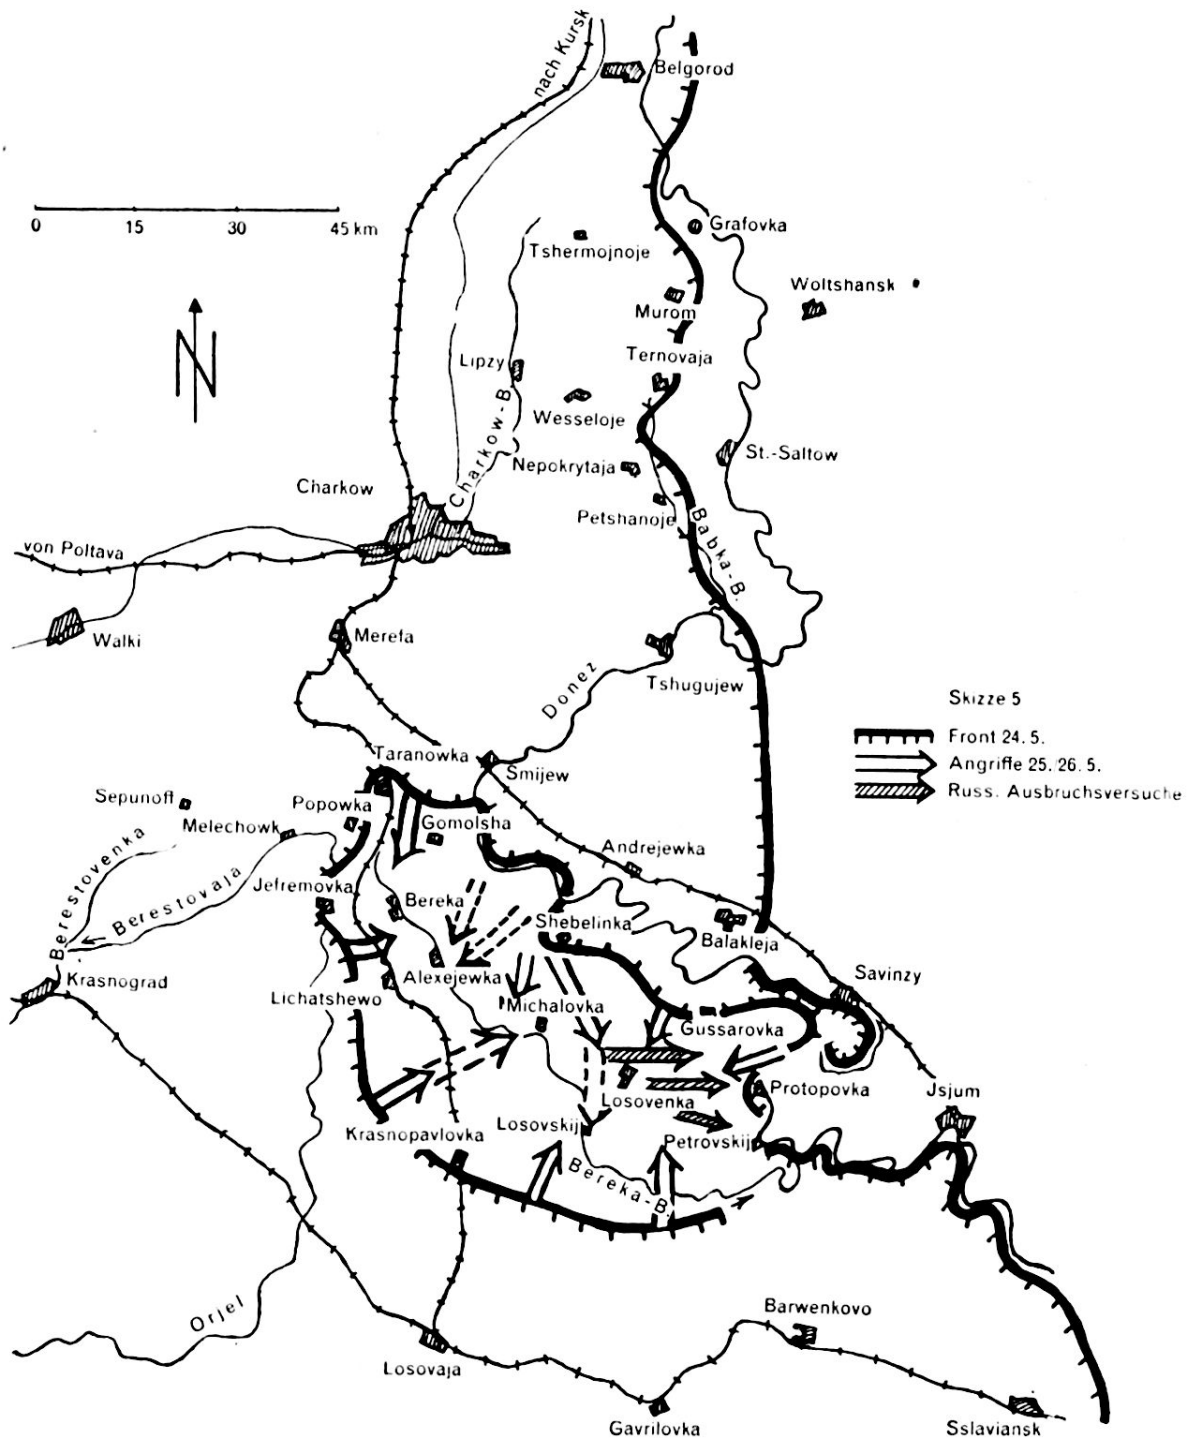 nach Kursk
Belgorod
0 15 30 45 km
Grafovka
Tshermojnoje
Woltshansk
Murom
N
Ternovaja
Lipzy
Charkow-B.
Wesseloje
St.-Saltow
Nepokrytaja
Charkow
Petshanoje
Babka-B.
von Poltava
Walki
Merefa
Tshugujew
Donez
Skizze 5
Front 24.5.
Angriffe 25./26.5.
Russ. Ausbruchsversuche
Taranowka
Smijew
Sepunoff
Popowka
Melechowk
Gomolsha
Andrejewka
Berestovenka
Berestovaja
Jefremovka
Bereka
Shebelinka
Balakleja
Krasnograd
Alexejewka
Savinzy
Lichatshewo
Michalovka
Gussarovka
Losovenka
Protopovka
Jsjum
Krasnopavlovka
Losovskij
Petrovskij
Bereka-B.
Orjel
Barwenkovo
Losovaja
Gavrilovka
Sslaviansk